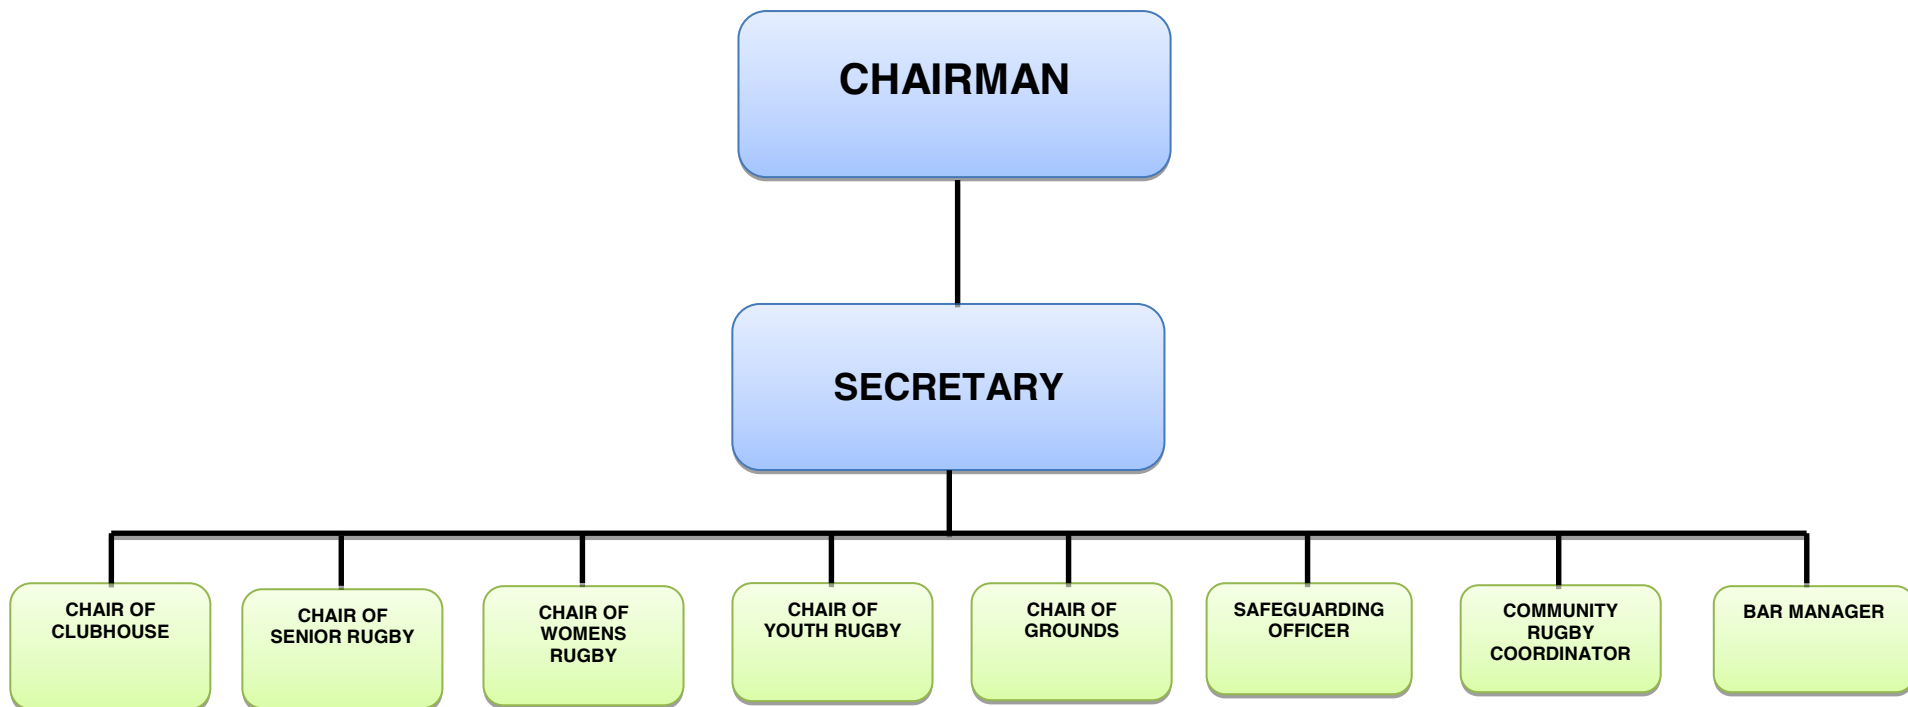 CHAIRMAN
SECRETARY
CHAIR OF
CLUBHOUSE
CHAIR OF
SENIOR RUGBY
CHAIR OF
WOMENS
RUGBY
CHAIR OF
YOUTH RUGBY
CHAIR OF
GROUNDS
SAFEGUARDING
OFFICER
COMMUNITY
RUGBY
COORDINATOR
BAR MANAGER